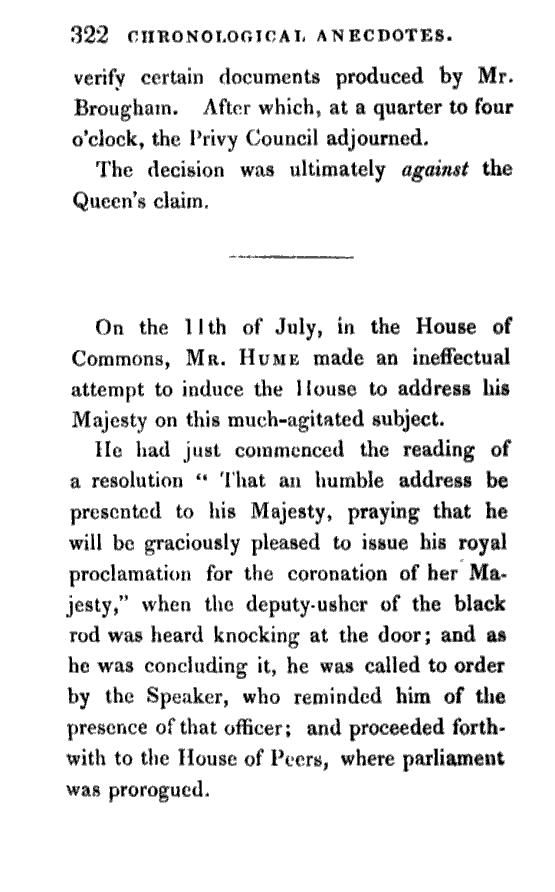 322 CHRONOLOGICAL ANECDOTES.
verify certain documents produced by Mr.
Brougham. After which, at a quarter to four
o'clock, the Privy Council adjourned.
The decision was ultimately against the
Queen's claim.
On the 11th of July, in the House of
Commons, MR. HUME made an ineffectual
attempt to induce the House to address his
Majesty on this much-agitated subject.
He had just commenced the reading of
a resolution “ That an humble address be
presented to his Majesty, praying that he
will be graciously pleased to issue his royal
proclamation for the coronation of her Ma-
jesty,” when the deputy-usher of the black
rod was heard knocking at the door; and as
he was concluding it, he was called to order
by the Speaker, who reminded him of the
presence of that officer; and proceeded forth-
with to the House of Peers, where parliament
was prorogued.